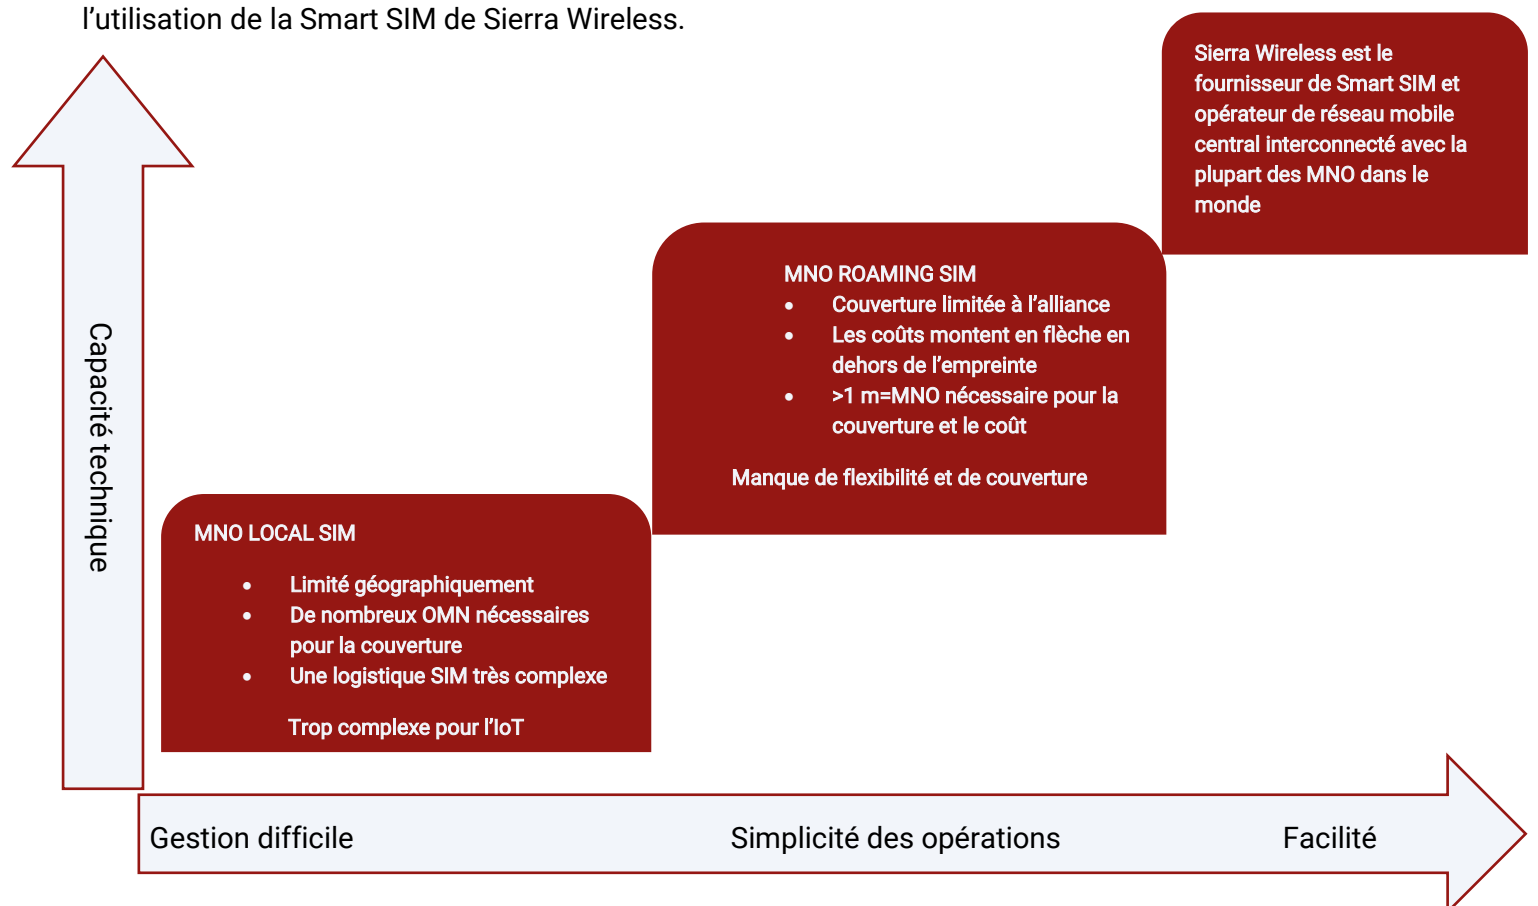 l’utilisation de la Smart SIM de Sierra Wireless.
Sierra Wireless est le
fournisseur de Smart SIM et
opérateur de réseau mobile
central interconnecté avec la
plupart des MNO dans le
monde
MNO ROAMING SIM
• Couverture limitée à l’alliance
• Les coûts montent en flèche en
dehors de l’empreinte
• >1 m=MNO nécessaire pour la
couverture et le coût
Manque de flexibilité et de couverture
Capacité technique
MNO LOCAL SIM
• Limité géographiquement
• De nombreux OMN nécessaires
pour la couverture
• Une logistique SIM très complexe
Trop complexe pour l’IoT
Gestion difficile
Simplicité des opérations
Facilité